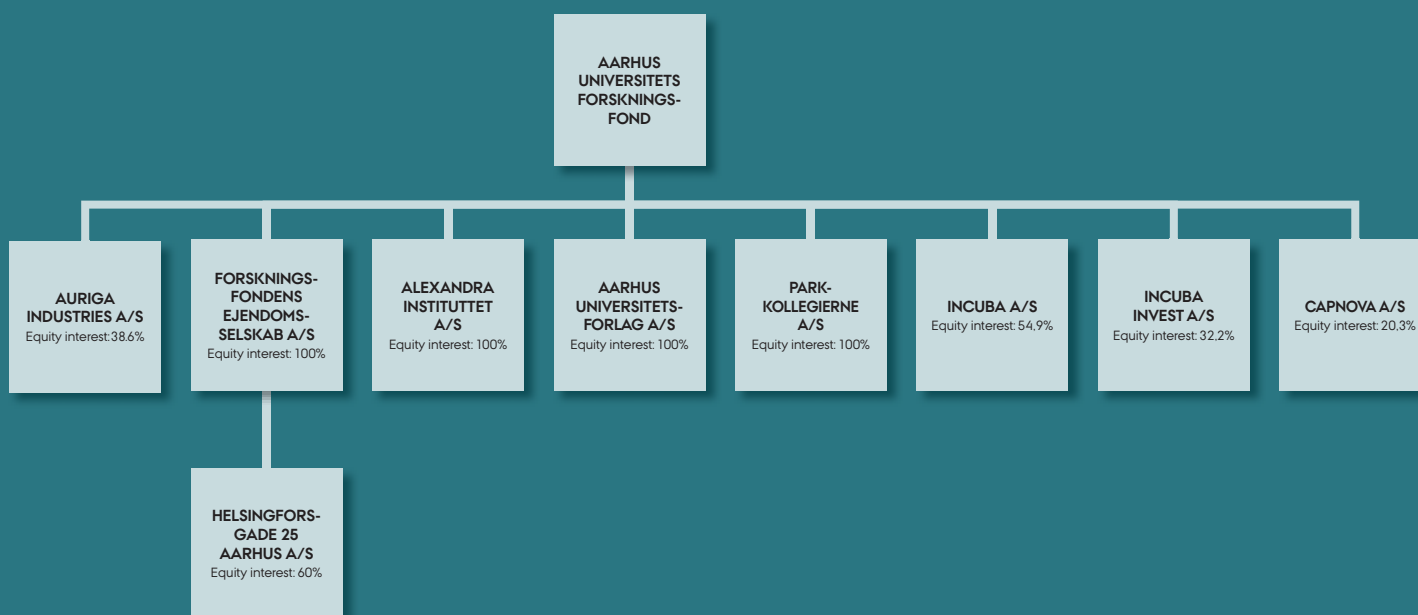 AARHUS
UNIVERSITETS
FORSKNINGS-
FOND
AURIGA
INDUSTRIES A/S
Equity interest: 38.6%
FORSKNINGS-
FONDENS
EJENDOMS-
SELSKAB A/S
Equity interest: 100%
ALEXANDRA
INSTITUTTET
A/S
Equity interest: 100%
AARHUS
UNIVERSITETS-
FORLAG A/S
Equity interest: 100%
PARK-
KOLLEGIERNE
A/S
Equity interest: 100%
INCUBA A/S
Equity interest: 54,9%
INCUBA
INVEST A/S
Equity interest: 32,2%
CAPNOVA A/S
Equity interest: 20,3%
HELSINGFORS-
GADE 25
AARHUS A/S
Equity interest: 60%